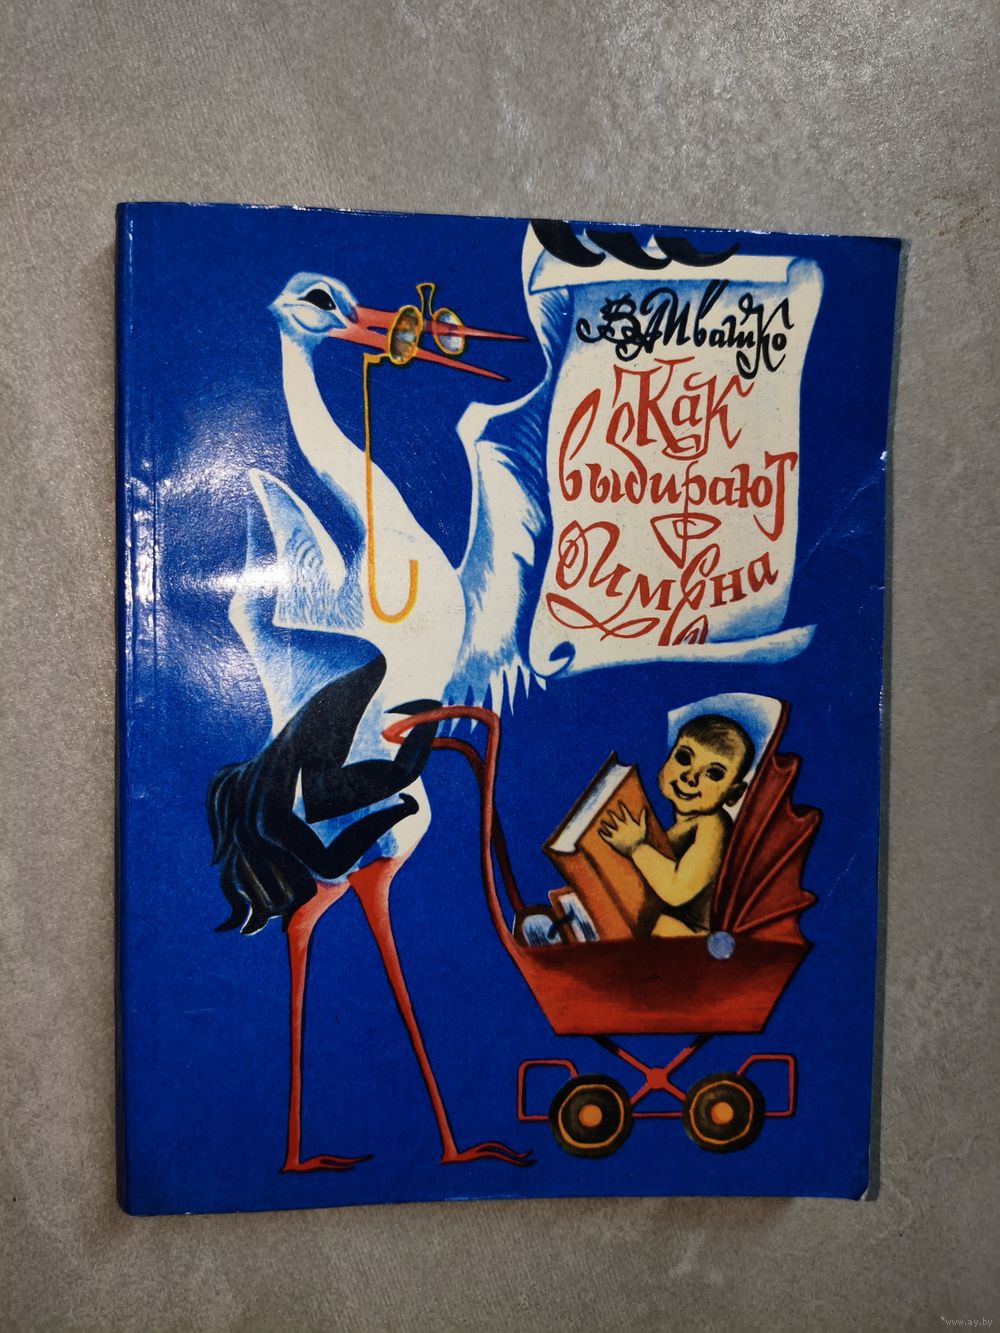 В. Ивашко
Как
выбирают
имена
www.ay.by